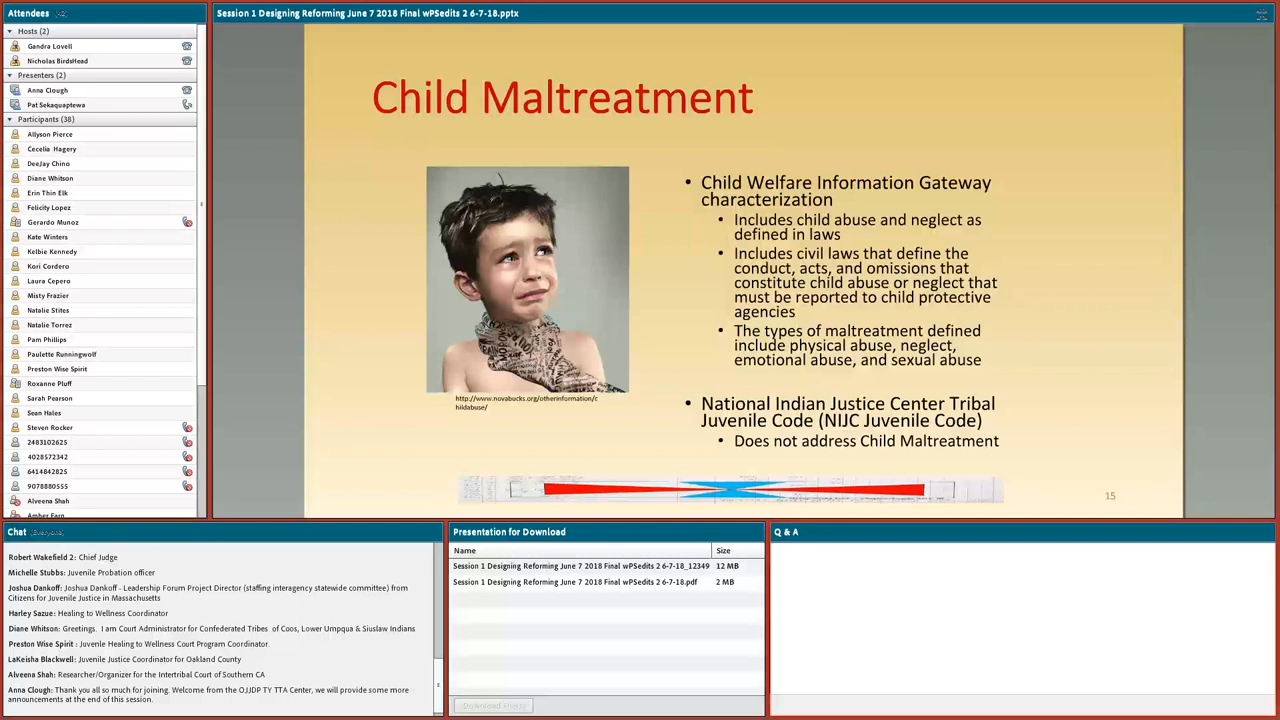 Attendees (42)
Hosts (2)
Gandra Lovell
Nicholas BirdsHead
Presenters (2)
Anna Clough
Pat Sekaquaptewa
Participants (38)
Allyson Pierce
Cecelia Hagery
DeeJay Chino
Diane Whitson
Erin Thin Elk
Felicity Lopez
Gerardo Munoz
Kate Winters
Kelbie Kennedy
Kori Cordero
Laura Cepero
Misty Frazier
Natalie Stites
Natalie Torrez
Pam Phillips
Paulette Runningwolf
Preston Wise Spirit
Roxanne Pluff
Sarah Pearson
Sean Hales
Steven Rocker
2483102625
4028572342
6414842825
9078880555
Alveena Shah
Amber Farn
Session 1 Designing Reforming June 7 2018 Final wPSedits 2 6-7-18.pptx
Child Maltreatment
http://www.novabucks.org/otherinformation/c
hildabuse/
• Child Welfare Information Gateway
characterization
• Includes child abuse and neglect as
defined in laws
• Includes civil laws that define the
conduct, acts, and omissions that
constitute child abuse or neglect that
must be reported to child protective
agencies
• The types of maltreatment defined
include physical abuse, neglect,
emotional abuse, and sexual abuse
• National Indian Justice Center Tribal
Juvenile Code (NIJC Juvenile Code)
• Does not address Child Maltreatment
15
Chat (Everyone)
Robert Wakefield 2: Chief Judge
Michelle Stubbs: Juvenile Probation officer
Joshua Dankoff: Joshua Dankoff - Leadership Forum Project Director (staffing interagency statewide committee) from
Citizens for Juvenile Justice in Massachusetts
Harley Sazue: Healing to Wellness Coordinator
Diane Whitson: Greetings. I am Court Administrator for Confederated Tribes of Coos, Lower Umpqua & Siuslaw Indians
Preston Wise Spirit : Juvenle Healing to Wellness Court Program Coordinator.
LaKeisha Blackwell: Juvenile Justice Coordinator for Oakland County
Alveena Shah: Researcher/Organizer for the Intertribal Court of Southern CA
Anna Clough: Thank you all so much for joining. Welcome from the OJJDP TY TTA Center, we will provide some more
announcements at the end of this session.
Presentation for Download
Name Size
Session 1 Designing Reforming June 7 2018 Final wPSedits 2 6-7-18_12349 12 MB
Session 1 Designing Reforming June 7 2018 Final wPSedits 2 6-7-18.pdf 2 MB
Download File(s)
Q & A